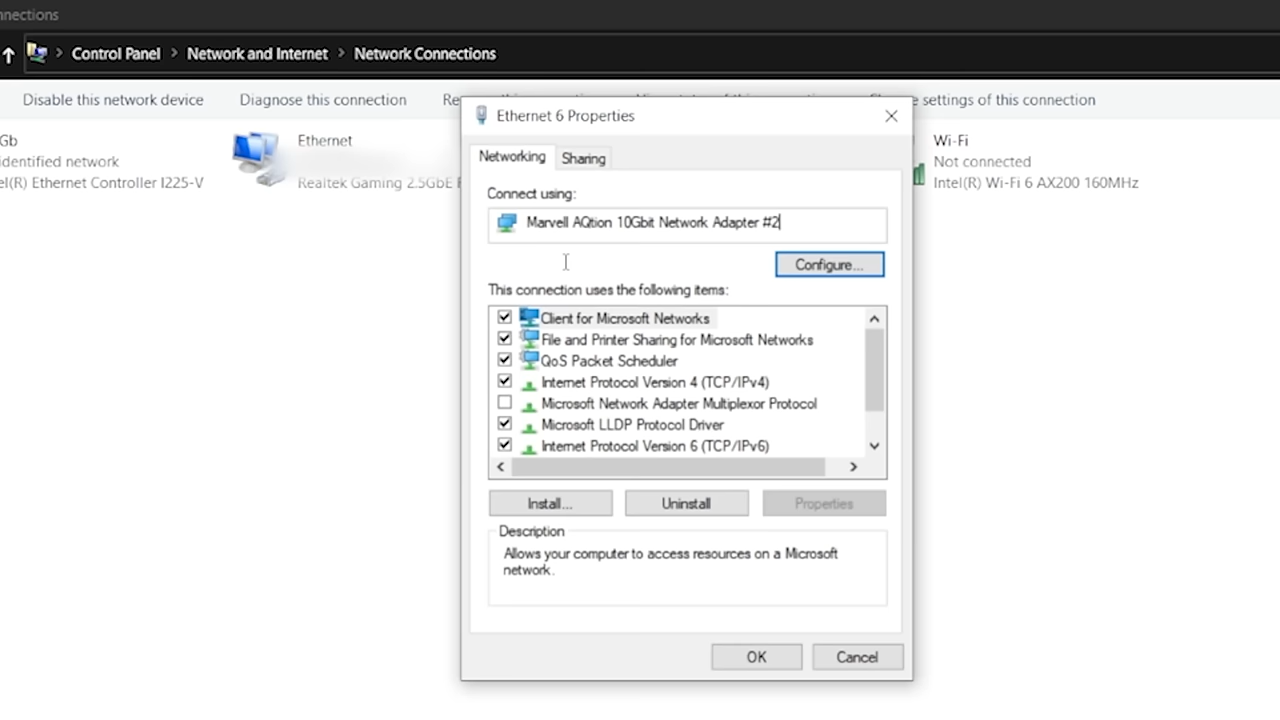 nnections
Control Panel > Network and Internet > Network Connections
Disable this network device
Diagnose this connection
settings of this connection
Gb
identified network
el(R) Ethernet Controller I225-V
Ethernet
Realtek Gaming 2.5GbE
Ethernet 6 Properties
Networking
Sharing
Connect using:
Marvell AQtion 10Gbit Network Adapter #2
Configure...
This connection uses the following items:
Client for Microsoft Networks
File and Printer Sharing for Microsoft Networks
QoS Packet Scheduler
Internet Protocol Version 4 (TCP/IPv4)
Microsoft Network Adapter Multiplexor Protocol
Microsoft LLDP Protocol Driver
Internet Protocol Version 6 (TCP/IPv6)
Install...
Uninstall
Properties
Description
Allows your computer to access resources on a Microsoft
network.
OK
Cancel
Wi-Fi
Not connected
Intel(R) Wi-Fi 6 AX200 160MHz